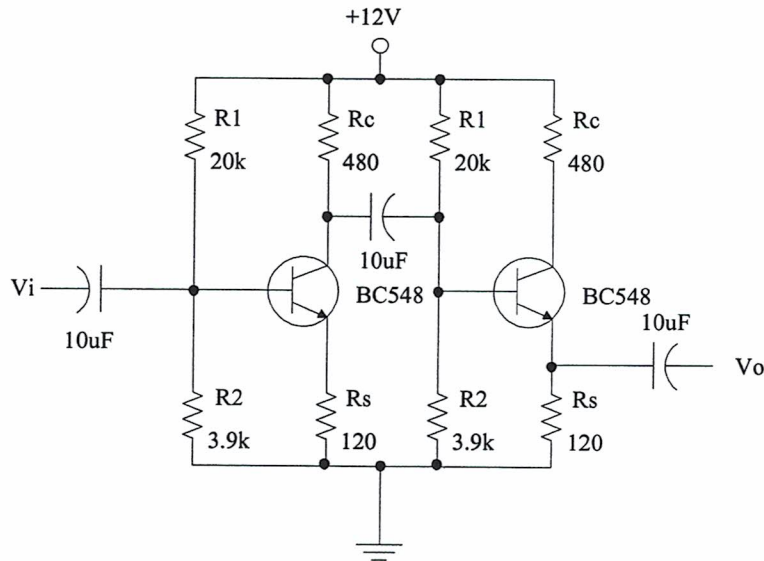 +12V
R1
20k
Rc
480
R1
20k
Rc
480
10uF
Vi
10uF
BC548
BC548
10uF
Vo
R2
3.9k
Rs
120
R2
3.9k
Rs
120